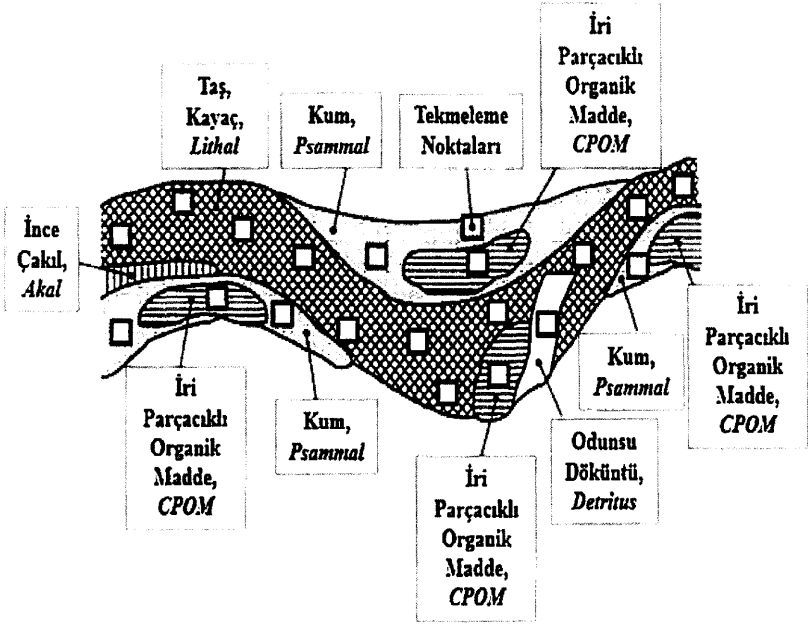 İri
Parçacıklı
Organik
Madde,
CPOM
Taş,
Kayaç,
Lithal
Kum,
Psammal
Tekmeleme
Noktaları
İnce
Çakıl,
Akal
İri
Parçacıklı
Organik
Madde,
CPOM
Kum,
Psammal
İri
Parçacıklı
Organik
Madde,
CPOM
Odunsu
Döküntü,
Detritus
Kum,
Psammal
İri
Parçacıklı
Organik
Madde,
CPOM